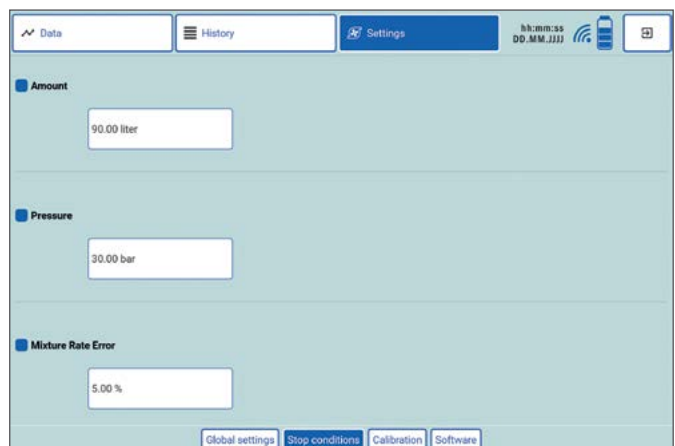 Data
History
Settings
hh:mm:ss
DD.MM.JJJJ
Amount
90.00 liter
Pressure
30.00 bar
Mixture Rate Error
5.00 %
Global settings
Stop conditions
Calibration
Software